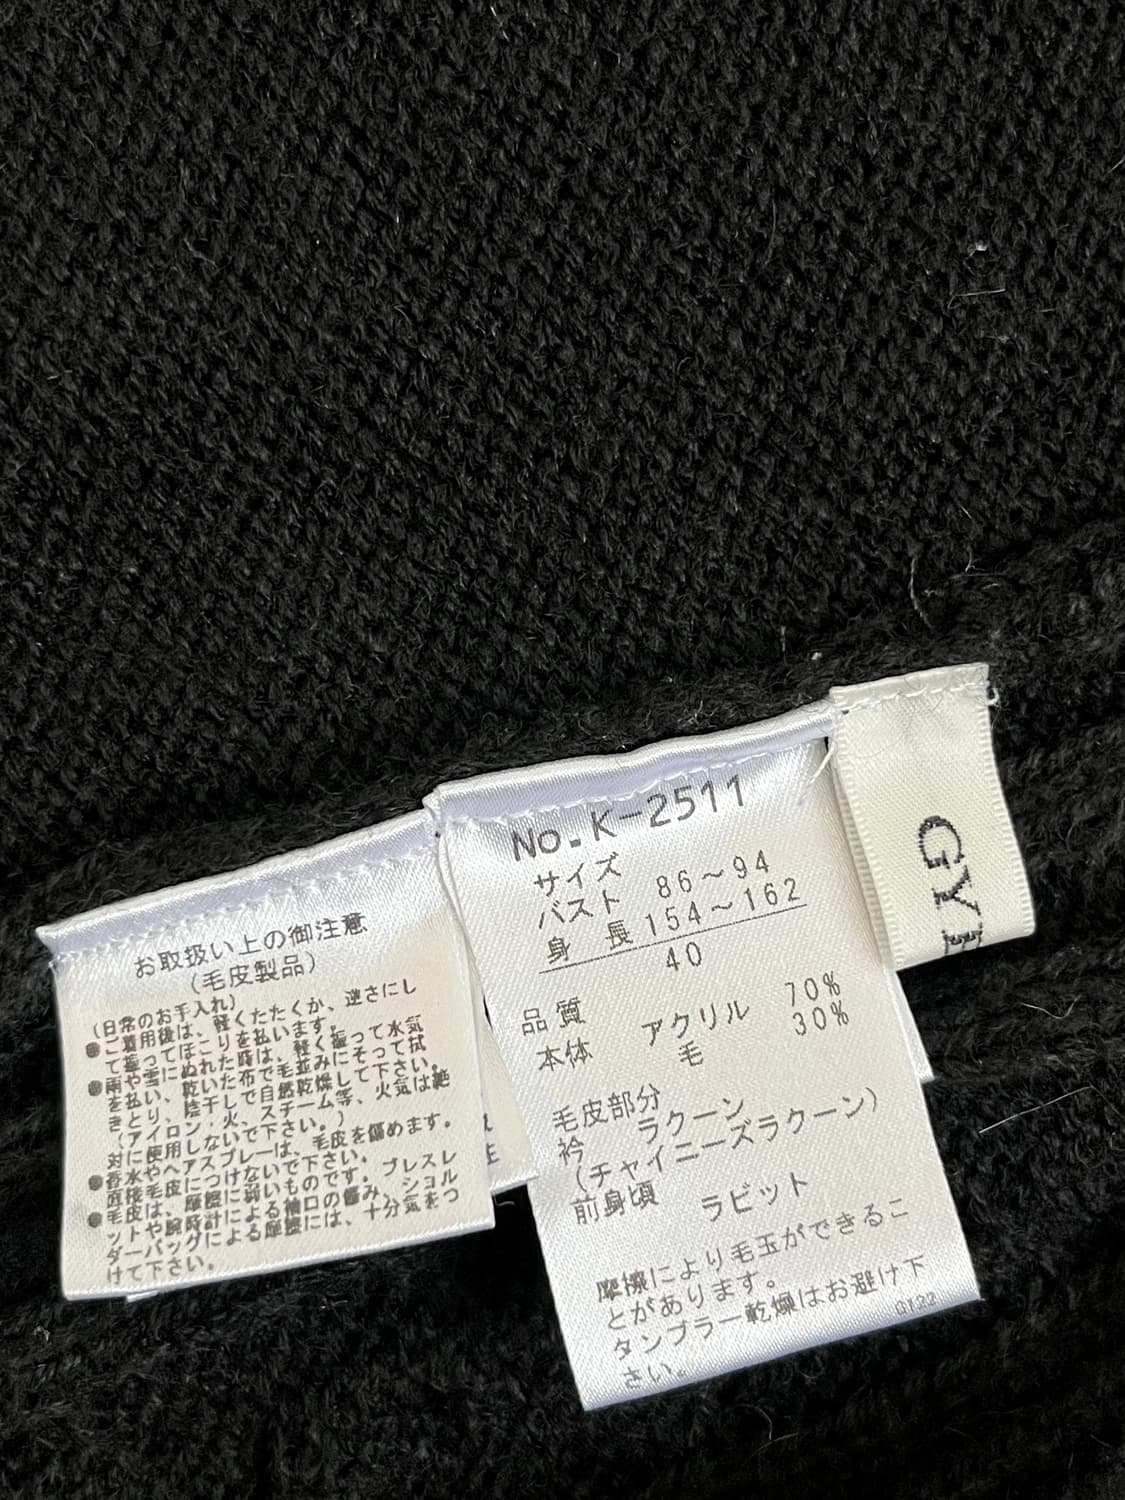 お取扱い上の御注意
(毛皮製品)
(日常のお手入れ)
●ご着用後は、軽くたたくか、逆さにし
て振ってほこりを払います。
●雨や雪にぬれた時は、軽く振って水気
を払い、乾いた布で毛並みにそって拭
きとり、陰干しで自然乾燥して下さい。
(アイロン・火、スチーム等、火気は絶
対に使用しないで下さい。)
●香水やヘアスプレーは、毛皮を傷めます。
直接毛皮につけないで下さい。
●毛皮は、摩擦に弱いものです。ブレスレ
ットや腕時計による袖口の傷み、ショル
ダーバッグによる摩擦には、十分気をつ
けて下さい。
No.K-2511
サイズ
バスト 86〜94
身長 154〜162
40
品質
本体 アクリル 70%
毛 30%
毛皮部分
衿 ラクーン
(チャイニーズラクーン)
前身頃 ラビット
摩擦により毛玉ができるこ
とがあります。
タンブラー乾燥はお避け下
さい。
GY22
GY